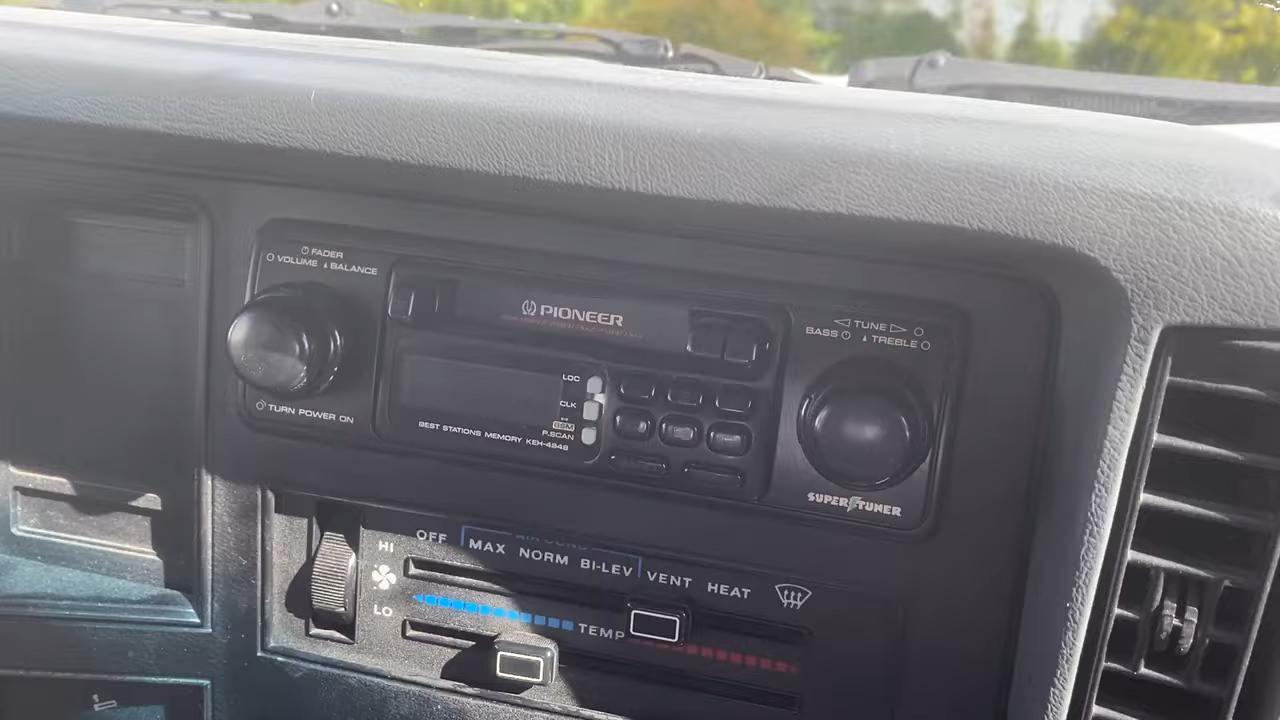 FADER
VOLUME BALANCE
PIONEER
TUNE
BASS TREBLE
LOC
CLK
BSM
P.SCAN
TURN POWER ON
BEST STATIONS MEMORY KEH-4848
SUPER TUNER
OFF
HI
MAX NORM BI-LEV VENT HEAT
LO
TEMP